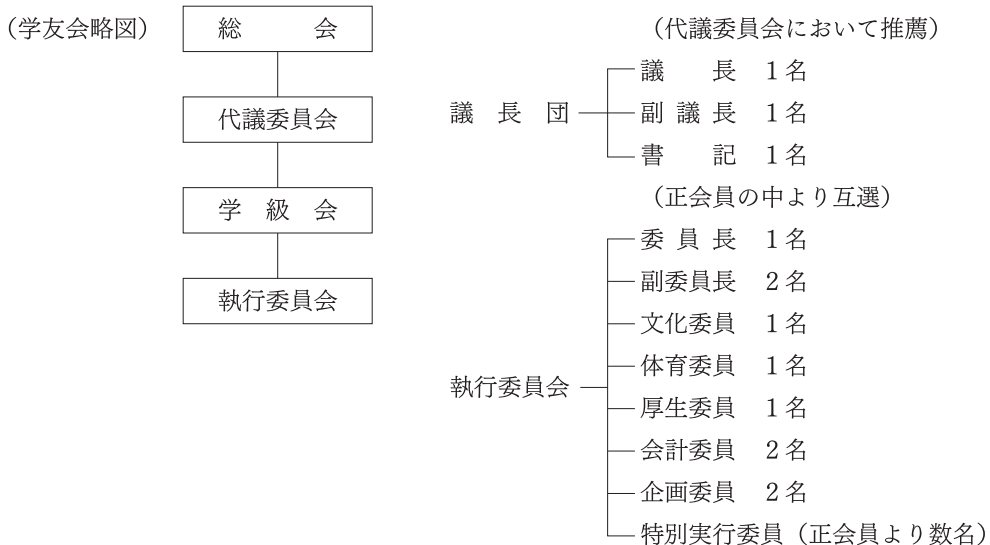 （学友会略図）
総　　会
代議委員会
学　級　会
執行委員会
（代議委員会において推薦）
議　長　団
議　　長　１名
副 議 長　１名
書　　記　１名
（正会員の中より互選）
執行委員会
委 員 長　１名
副委員長　２名
文化委員　１名
体育委員　１名
厚生委員　１名
会計委員　２名
企画委員　２名
特別実行委員（正会員より数名）